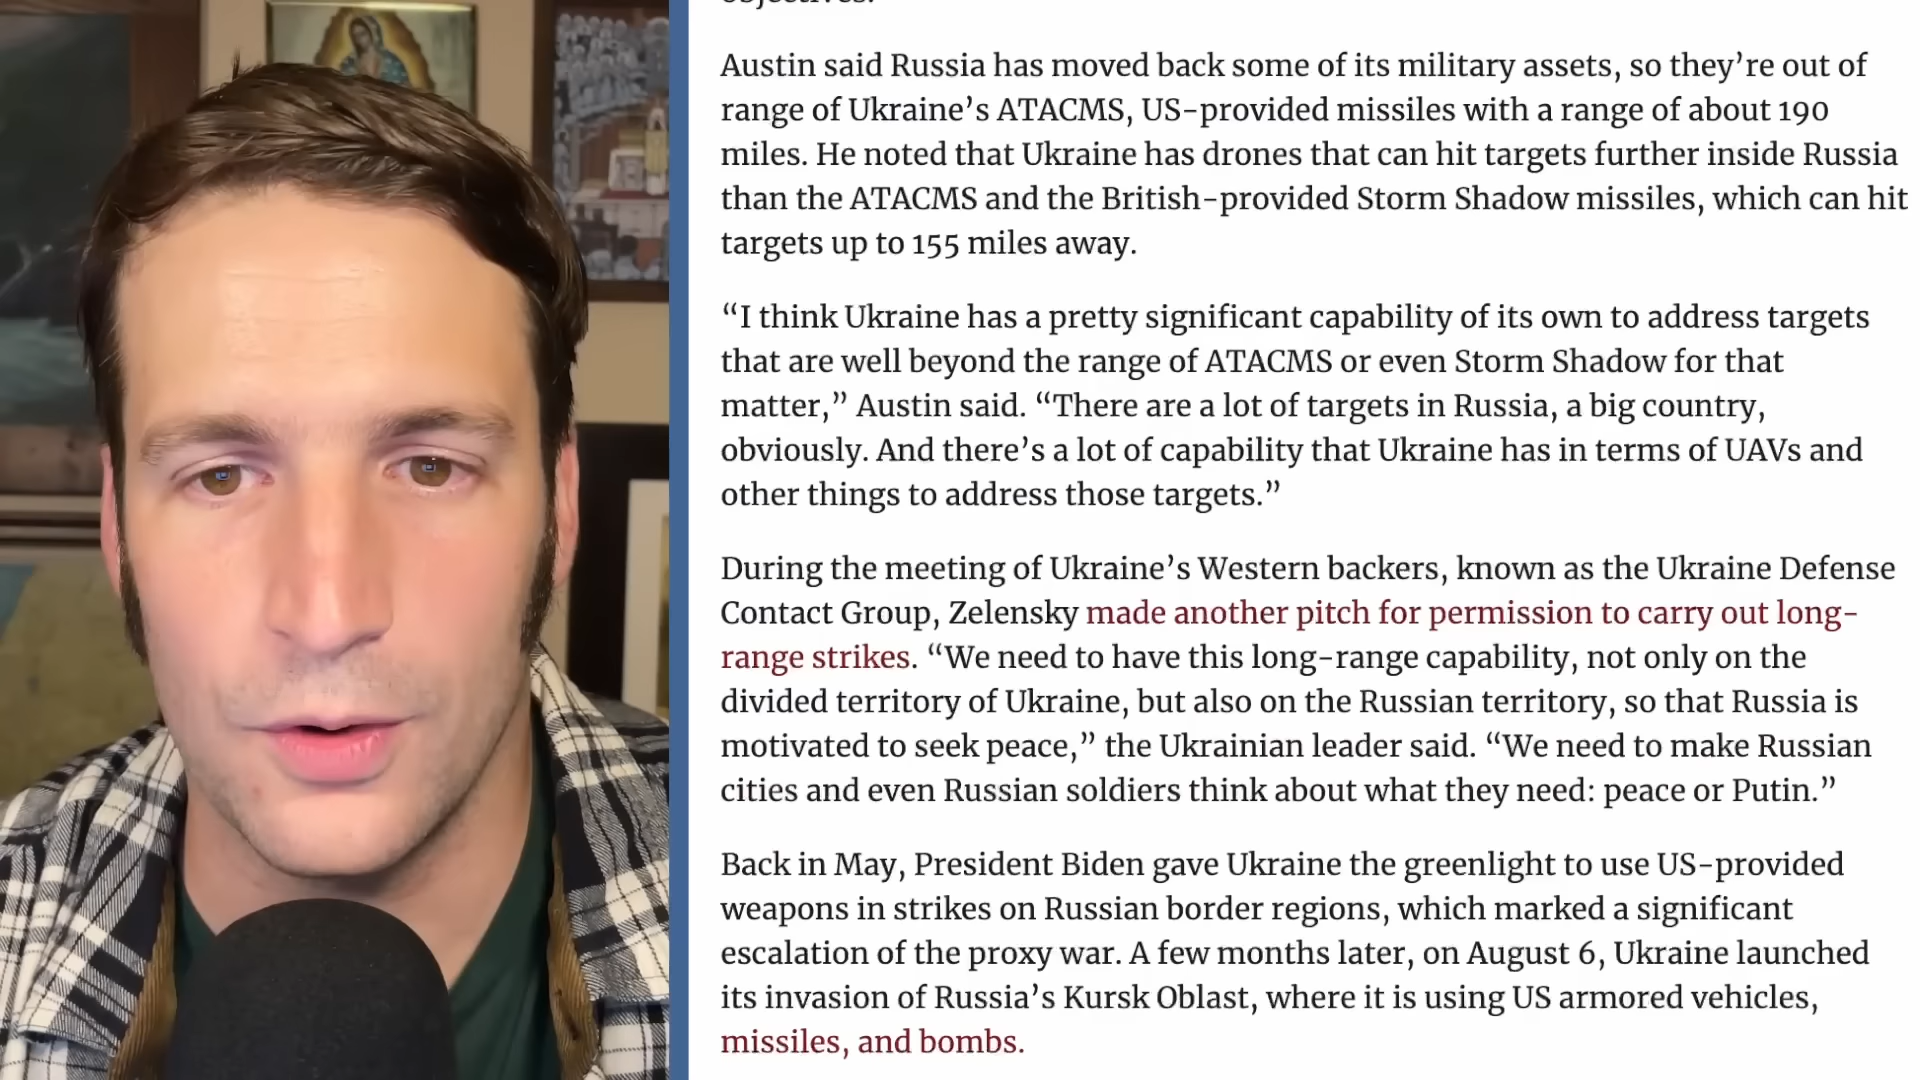 objectives.
Austin said Russia has moved back some of its military assets, so they’re out of
range of Ukraine’s ATACMS, US-provided missiles with a range of about 190
miles. He noted that Ukraine has drones that can hit targets further inside Russia
than the ATACMS and the British-provided Storm Shadow missiles, which can hit
targets up to 155 miles away.
“I think Ukraine has a pretty significant capability of its own to address targets
that are well beyond the range of ATACMS or even Storm Shadow for that
matter,” Austin said. “There are a lot of targets in Russia, a big country,
obviously. And there’s a lot of capability that Ukraine has in terms of UAVs and
other things to address those targets.”
During the meeting of Ukraine’s Western backers, known as the Ukraine Defense
Contact Group, Zelensky made another pitch for permission to carry out long-
range strikes. “We need to have this long-range capability, not only on the
divided territory of Ukraine, but also on the Russian territory, so that Russia is
motivated to seek peace,” the Ukrainian leader said. “We need to make Russian
cities and even Russian soldiers think about what they need: peace or Putin.”
Back in May, President Biden gave Ukraine the greenlight to use US-provided
weapons in strikes on Russian border regions, which marked a significant
escalation of the proxy war. A few months later, on August 6, Ukraine launched
its invasion of Russia’s Kursk Oblast, where it is using US armored vehicles,
missiles, and bombs.